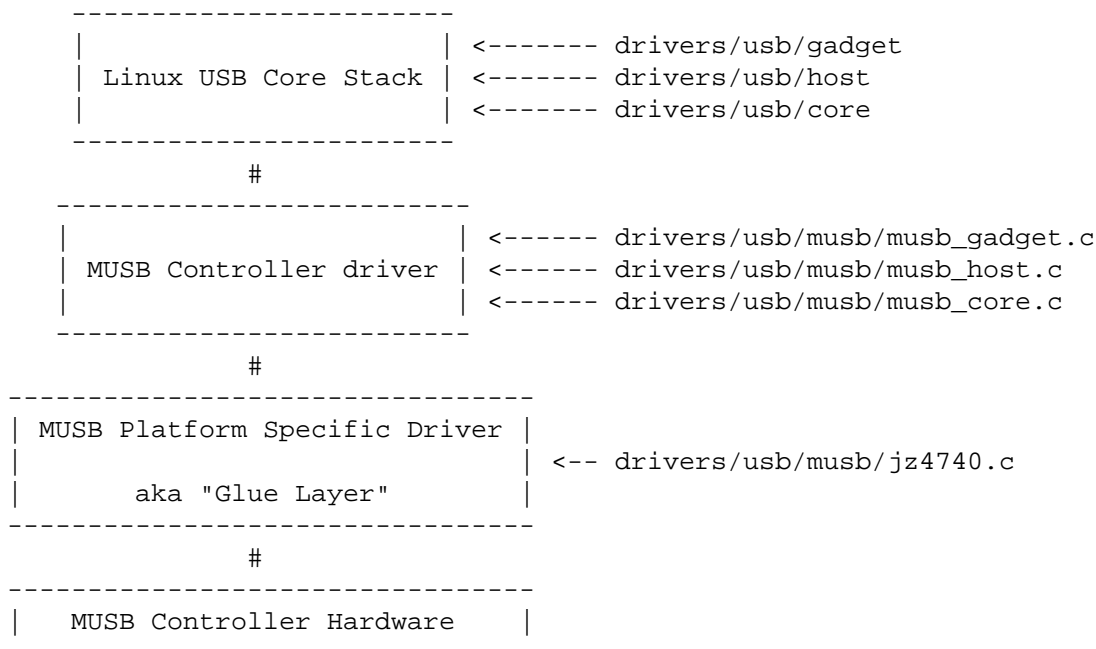 ------------------------
|                      | <------- drivers/usb/gadget
| Linux USB Core Stack | <------- drivers/usb/host
|                      | <------- drivers/usb/core
------------------------
#
--------------------------
|                        | <------ drivers/usb/musb/musb_gadget.c
| MUSB Controller driver | <------ drivers/usb/musb/musb_host.c
|                        | <------ drivers/usb/musb/musb_core.c
--------------------------
#
---------------------------------
| MUSB Platform Specific Driver |
|                               | <-- drivers/usb/musb/jz4740.c
|       aka "Glue Layer"        |
---------------------------------
#
---------------------------------
|   MUSB Controller Hardware    |